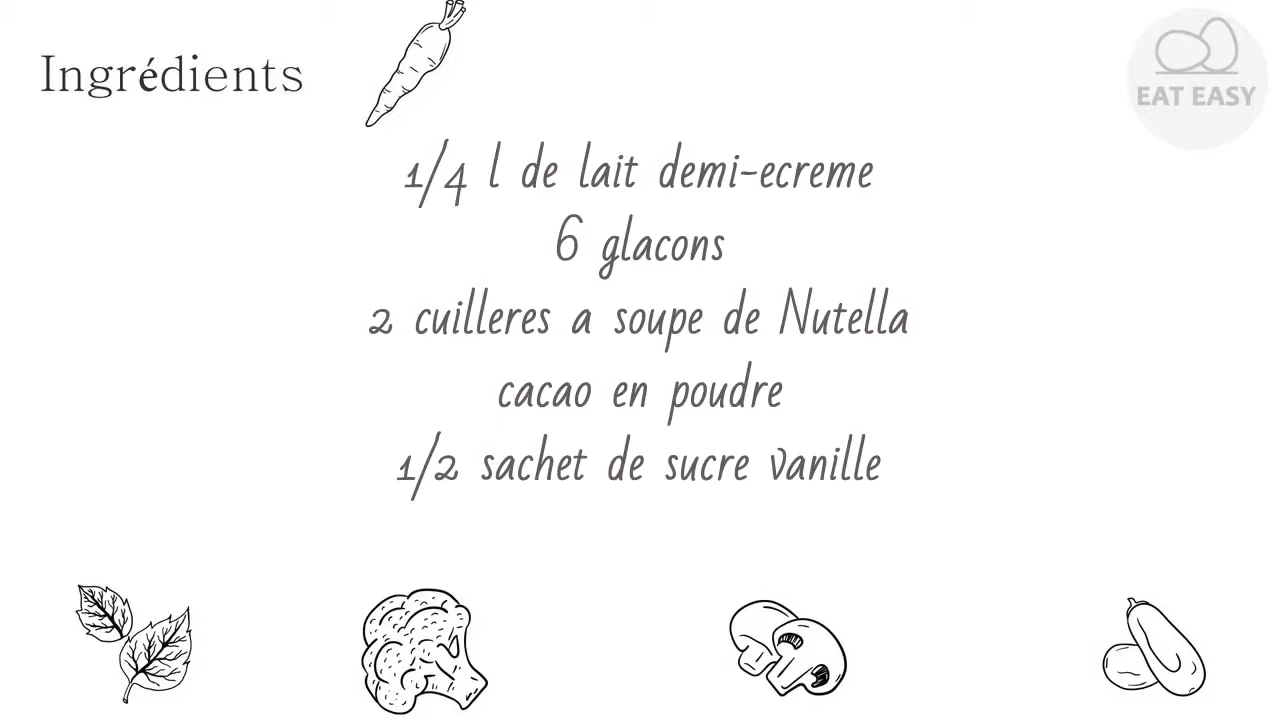 Ingrédients
EAT EASY
1/4 l de lait demi-ecreme
6 glacons
2 cuilleres a soupe de Nutella
cacao en poudre
1/2 sachet de sucre vanille